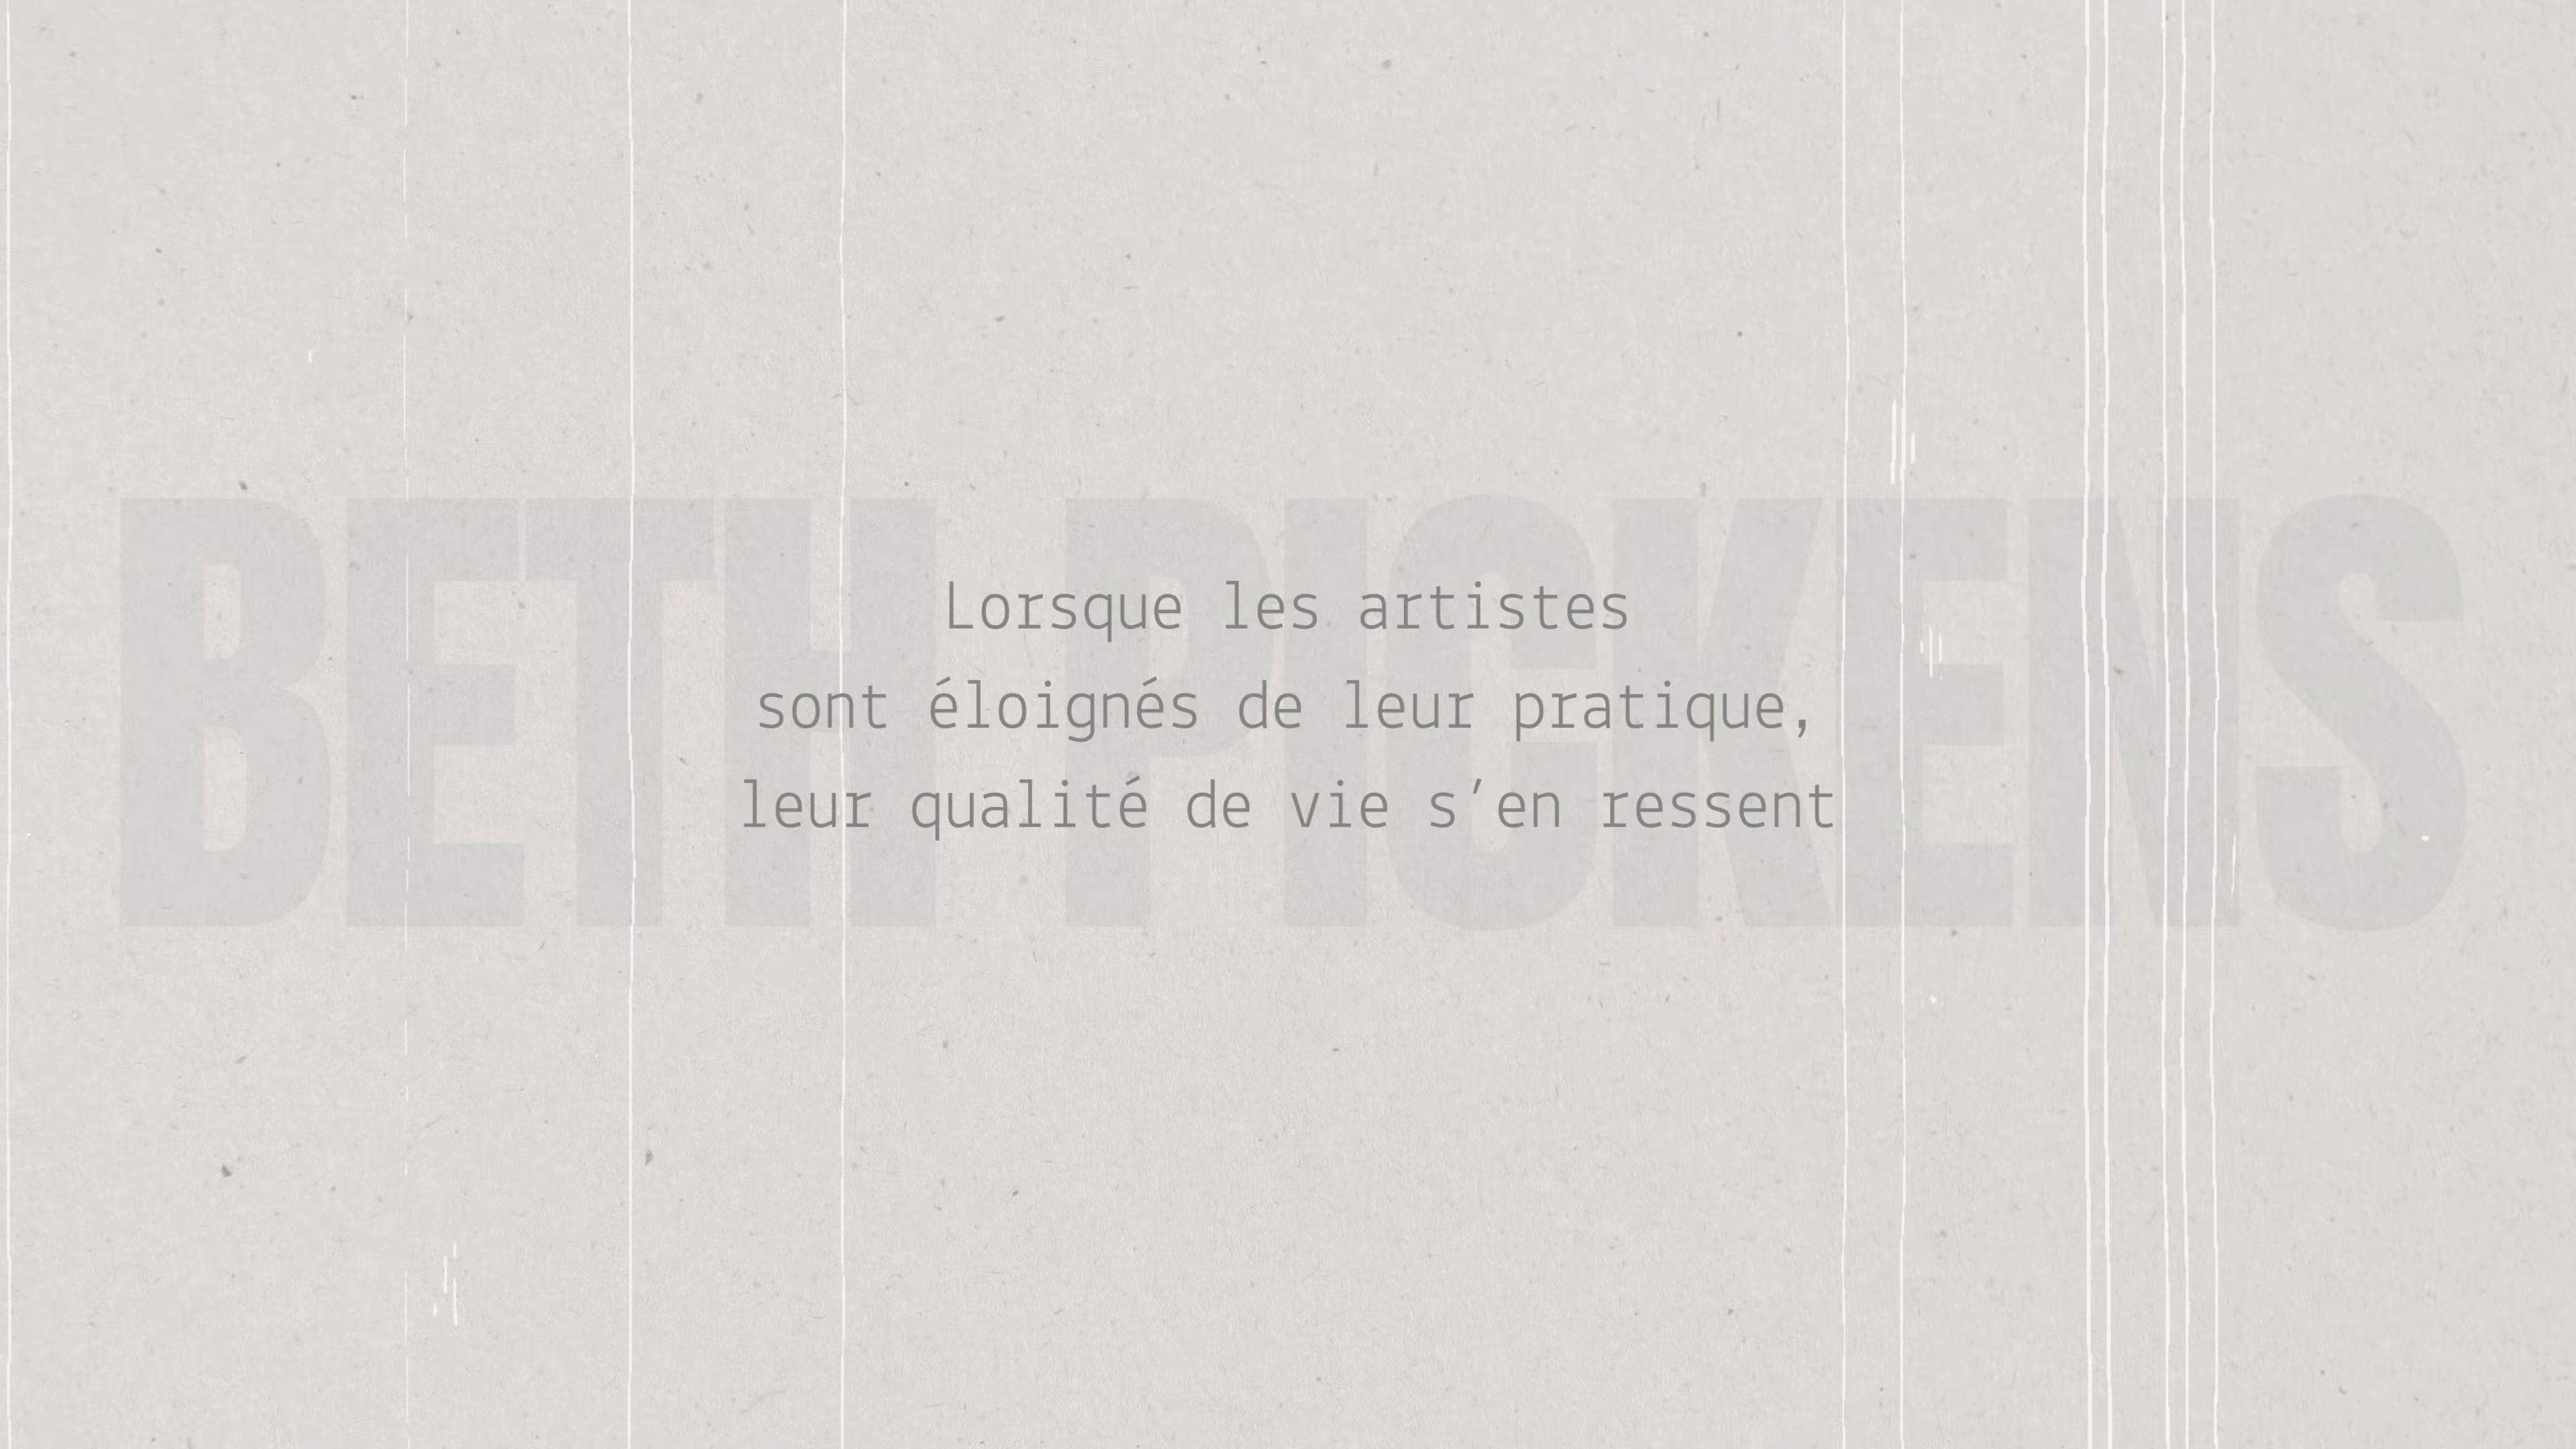 BETH PICKENS
Lorsque les artistes
sont éloignés de leur pratique,
leur qualité de vie s’en ressent